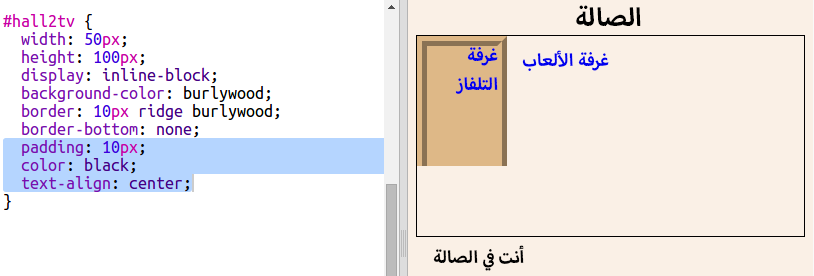 #hall2tv {
  width: 50px;
  height: 100px;
  display: inline-block;
  background-color: burlywood;
  border: 10px ridge burlywood;
  border-bottom: none;
  padding: 10px;
  color: black;
  text-align: center;
}
الصالة
غرفة
التلفاز
غرفة الألعاب
أنت في الصالة